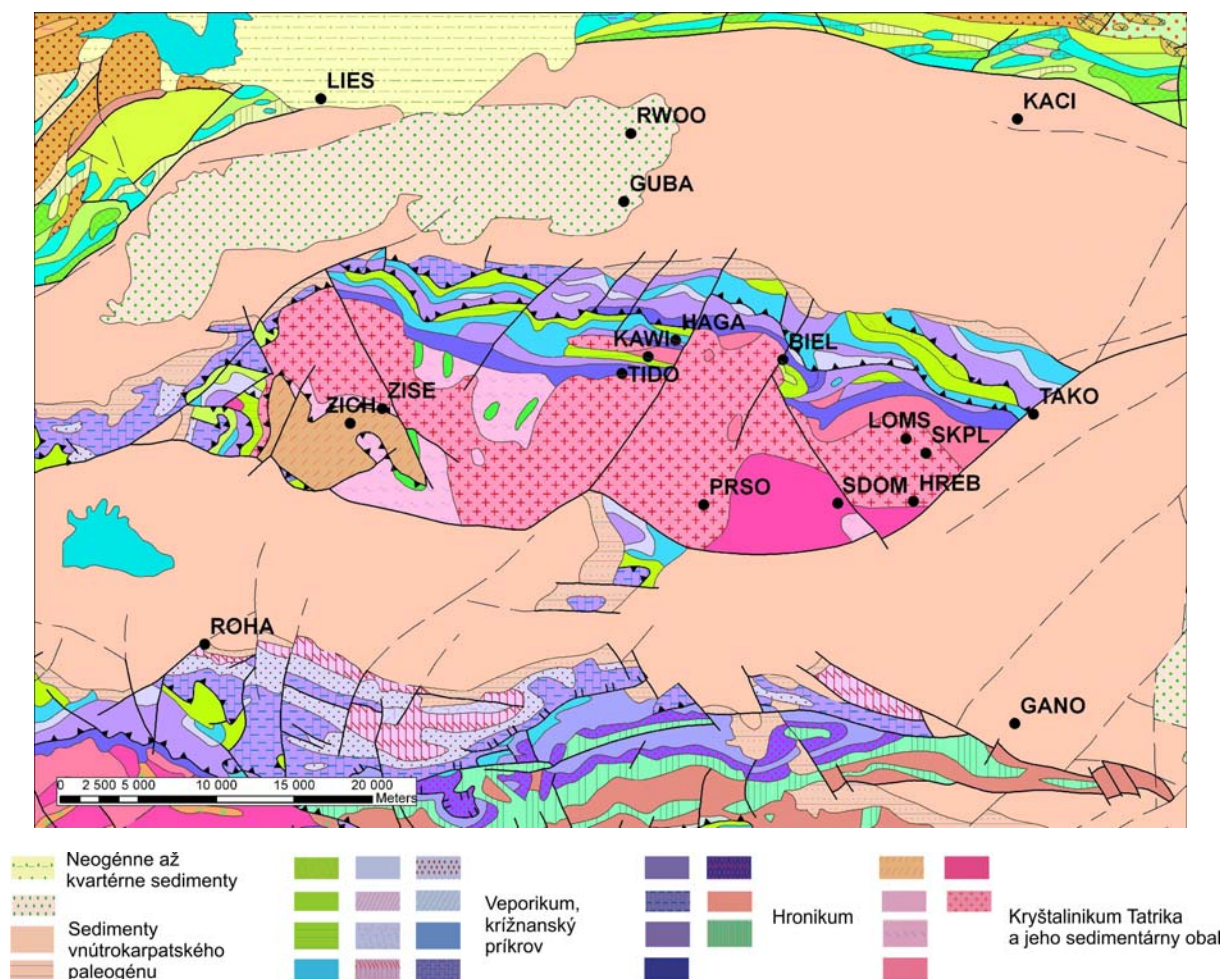 LIES
RWOO
KACI
GUBA
HAGA
KAWI
BIEL
TIDO
ZISE
ZICH
TAKO
LOMS
SKPL
PRSO
SDOM
HREB
ROHA
GANO
0 2 500 5 000 10 000 15 000 20 000
Meters
Neogénne až
kvartérne sedimenty
Sedimenty
vnútrokarpatského
paleogénu
Veporikum,
krížnanský
príkrov
Hronikum
Kryštalinikum Tatrika
a jeho sedimentárny obal